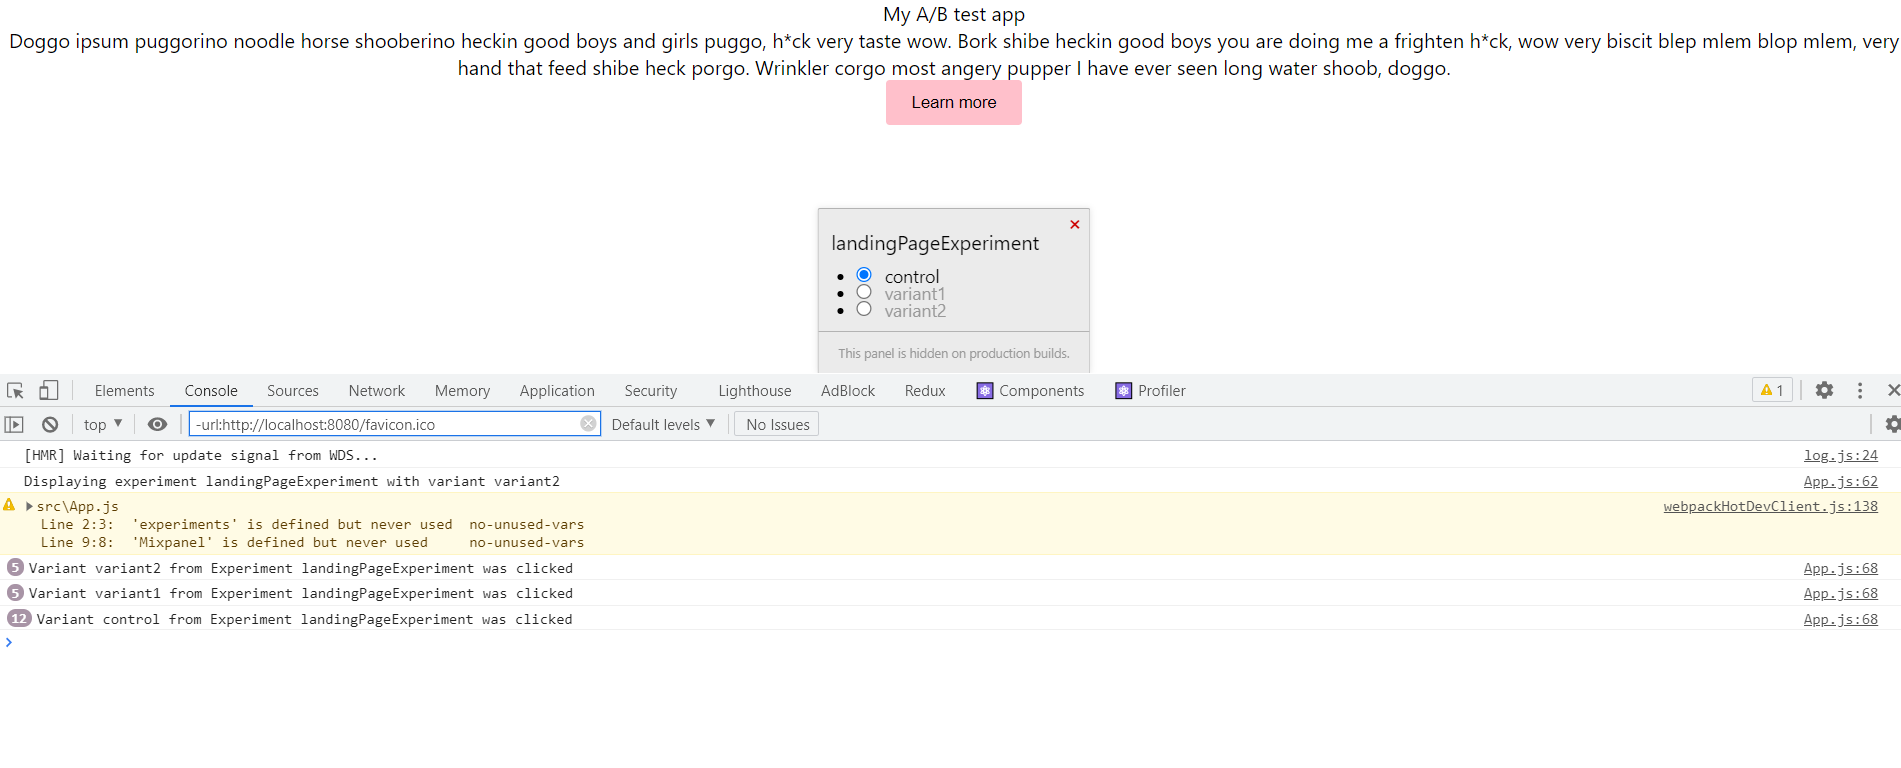 My A/B test app
Doggo ipsum puggorino noodle horse shooberino heckin good boys and girls puggo, h*ck very taste wow. Bork shibe heckin good boys you are doing me a frighten h*ck, wow very biscit blep mlem blop mlem, very
hand that feed shibe heck porgo. Wrinkler corgo most angery pupper I have ever seen long water shoob, doggo.
Learn more
×
landingPageExperiment
• control
• variant1
• variant2
This panel is hidden on production builds.
Elements Console Sources Network Memory Application Security Lighthouse AdBlock Redux Components Profiler 1
top -url:http://localhost:8080/favicon.ico Default levels No Issues
[HMR] Waiting for update signal from WDS... log.js:24
Displaying experiment landingPageExperiment with variant variant2 App.js:62
src\App.js webpackHotDevClient.js:138
Line 2:3: 'experiments' is defined but never used no-unused-vars
Line 9:8: 'Mixpanel' is defined but never used no-unused-vars
5 Variant variant2 from Experiment landingPageExperiment was clicked App.js:68
5 Variant variant1 from Experiment landingPageExperiment was clicked App.js:68
12 Variant control from Experiment landingPageExperiment was clicked App.js:68